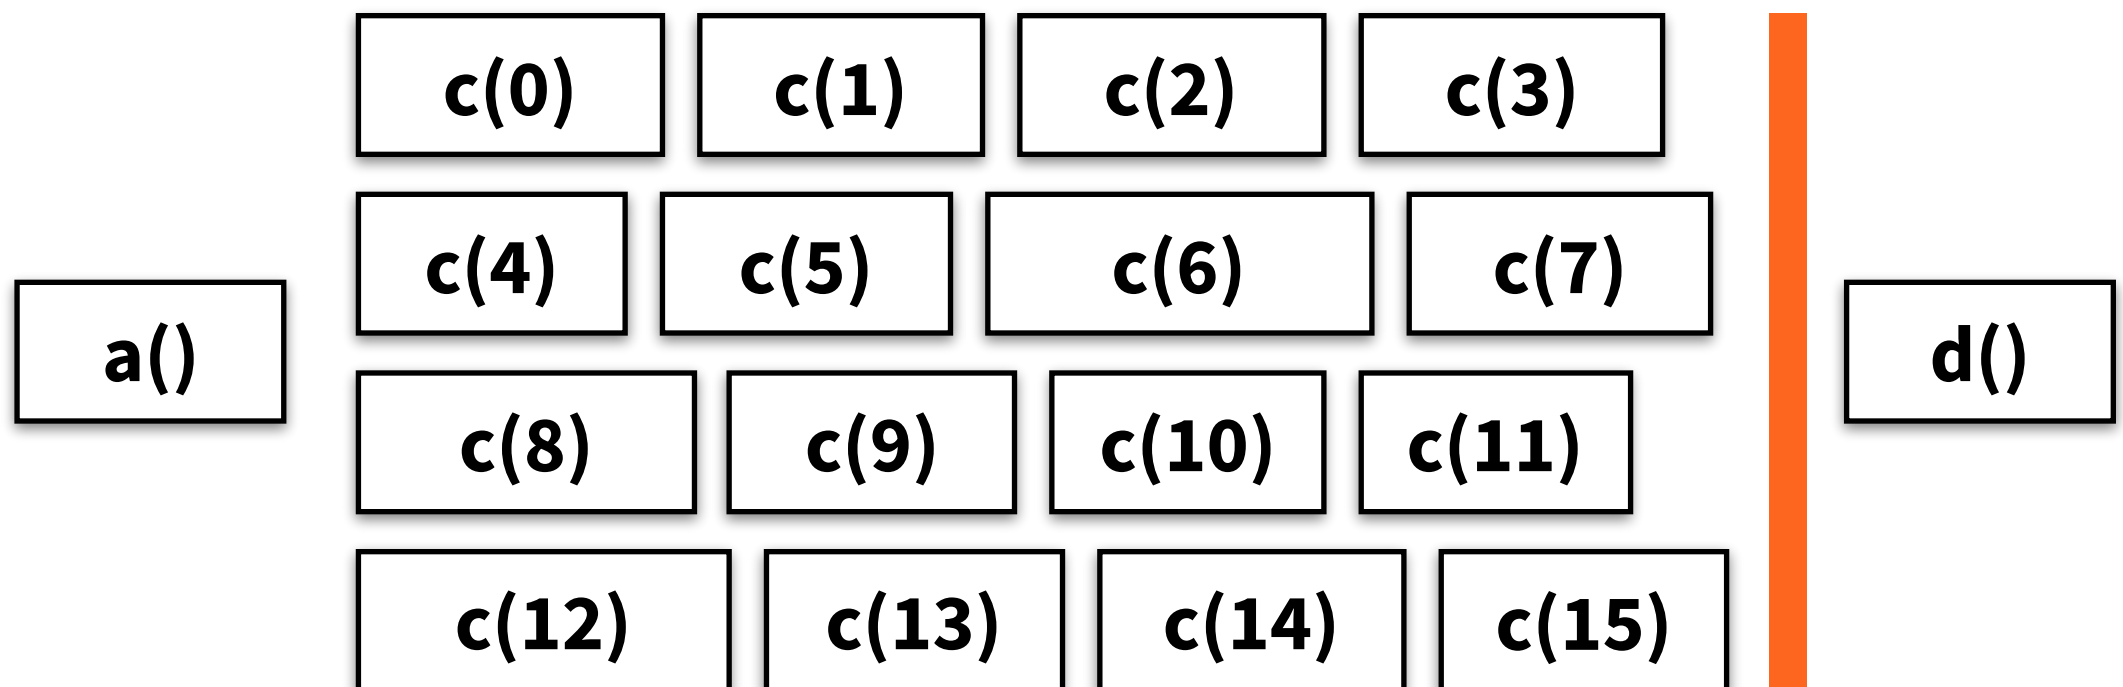 c(0) c(1) c(2) c(3)
c(4) c(5) c(6) c(7)
a() d()
c(8) c(9) c(10) c(11)
c(12) c(13) c(14) c(15)